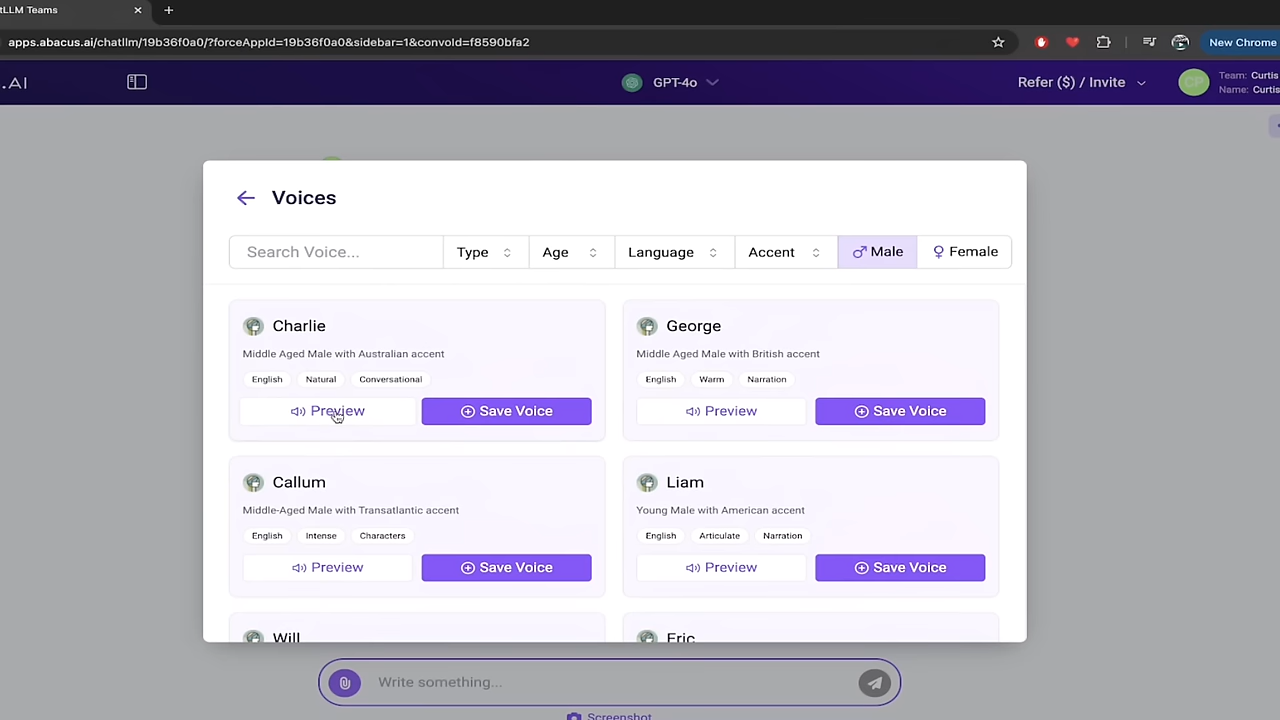 tLLM Teams
apps.abacus.ai/chatllm/19b36f0a0/?forceAppId=19b36f0a0&sidebar=1&convoId=f8590bfa2
New Chrome
.AI
GPT-4o
Refer ($) / Invite
CP
Team: Curtis
Name: Curtis
Voices
Search Voice...
Type
Age
Language
Accent
Male
Female
Charlie
Middle Aged Male with Australian accent
English Natural Conversational
Preview
Save Voice
George
Middle Aged Male with British accent
English Warm Narration
Preview
Save Voice
Callum
Middle-Aged Male with Transatlantic accent
English Intense Characters
Preview
Save Voice
Liam
Young Male with American accent
English Articulate Narration
Preview
Save Voice
Will
Eric
Write something...
Screenshot